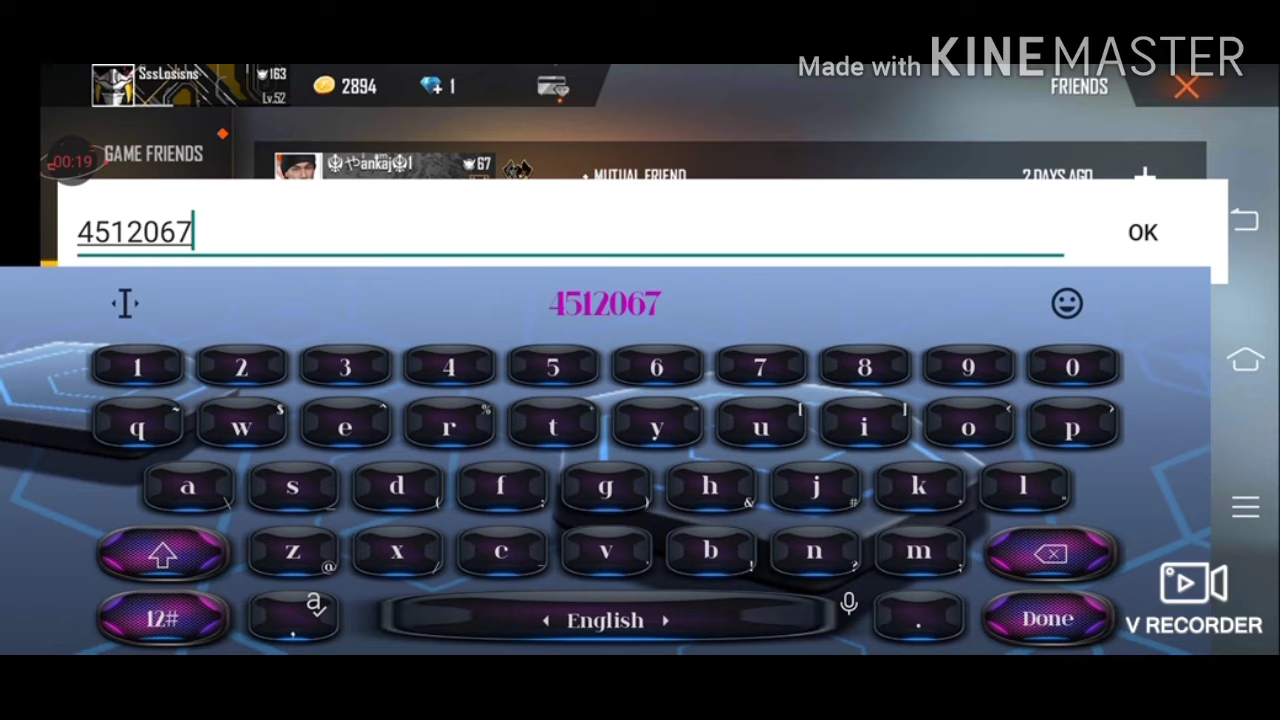 Made with KINEMASTER
SssLosisns 163
Lv.52
2894
1
FRIENDS
00:19
GAME FRIENDS
67
MUTUAL FRIEND
2 DAYS AGO
4512067
OK
4512067
1 2 3 4 5 6 7 8 9 0
q w e r t y u i o p
a s d f g h j k l
z x c v b n m
12# , English . Done
V RECORDER